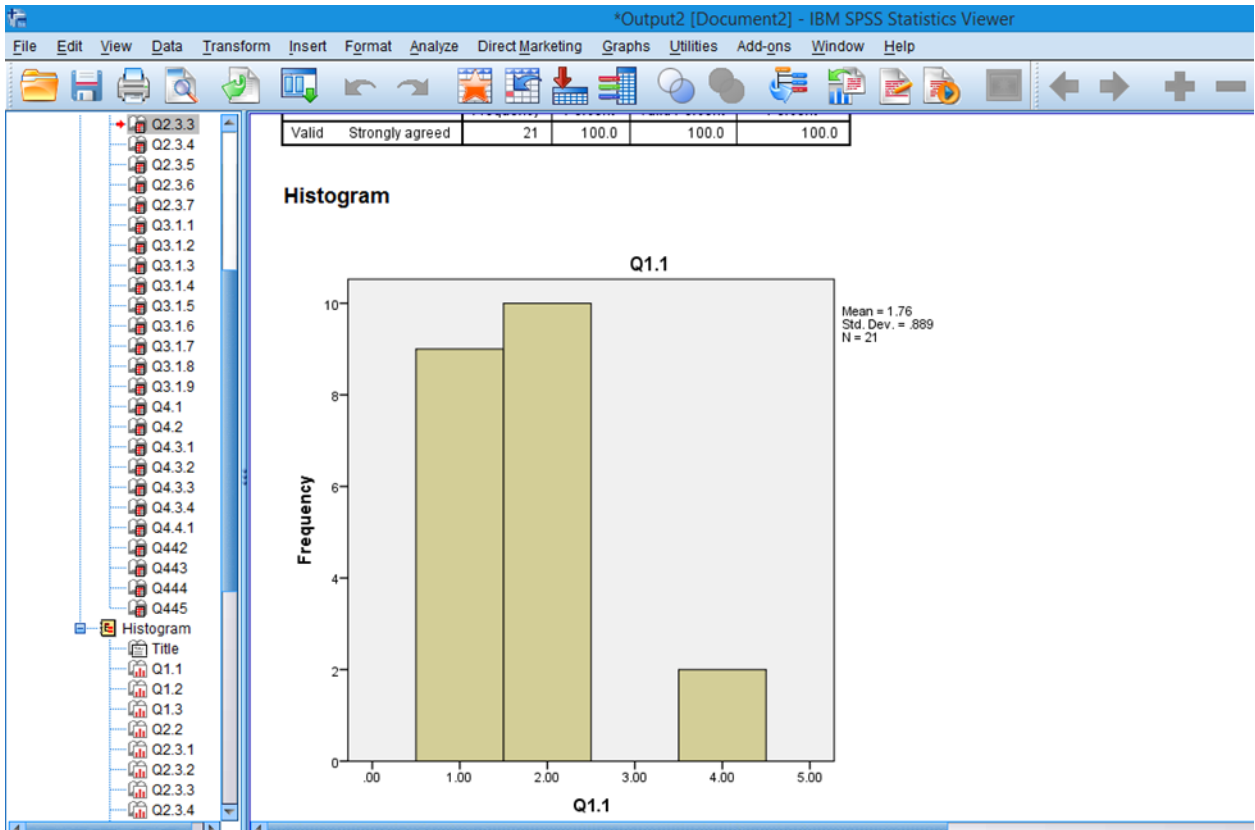 *Output2 [Document2] - IBM SPSS Statistics Viewer
File Edit View Data Transform Insert Format Analyze Direct Marketing Graphs Utilities Add-ons Window Help
Q2.3.3
Q2.3.4
Q2.3.5
Q2.3.6
Q2.3.7
Q3.1.1
Q3.1.2
Q3.1.3
Q3.1.4
Q3.1.5
Q3.1.6
Q3.1.7
Q3.1.8
Q3.1.9
Q4.1
Q4.2
Q4.3.1
Q4.3.2
Q4.3.3
Q4.3.4
Q4.4.1
Q442
Q443
Q444
Q445
Histogram
Title
Q1.1
Q1.2
Q1.3
Q2.2
Q2.3.1
Q2.3.2
Q2.3.3
Q2.3.4
Valid Strongly agreed 21 100.0 100.0 100.0
Histogram
Q1.1
Mean = 1.76
Std. Dev. = .889
N = 21
Frequency
10
8
6
4
2
0
.00 1.00 2.00 3.00 4.00 5.00
Q1.1